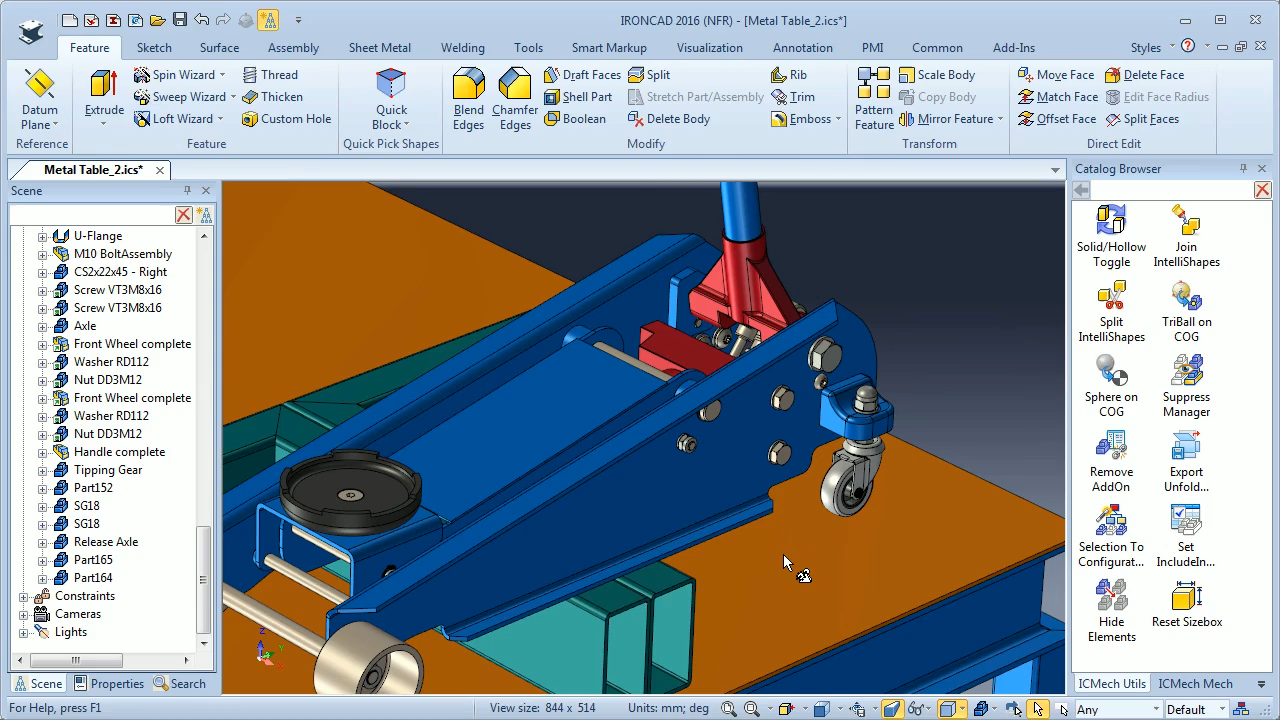 IRONCAD 2016 (NFR) - [Metal Table_2.ics*]
Feature Sketch Surface Assembly Sheet Metal Welding Tools Smart Markup Visualization Annotation PMI Common Add-Ins Styles
Datum Plane
Extrude
Spin Wizard
Sweep Wizard
Loft Wizard
Thread
Thicken
Custom Hole
Quick Block
Blend Edges
Chamfer Edges
Draft Faces
Shell Part
Boolean
Split
Stretch Part/Assembly
Delete Body
Rib
Trim
Emboss
Pattern Feature
Scale Body
Copy Body
Mirror Feature
Move Face
Match Face
Offset Face
Delete Face
Edit Face Radius
Split Faces
Reference Feature Quick Pick Shapes Modify Transform Direct Edit
Metal Table_2.ics*
Scene
U-Flange
M10 BoltAssembly
CS2x22x45 - Right
Screw VT3M8x16
Screw VT3M8x16
Axle
Front Wheel complete
Washer RD112
Nut DD3M12
Front Wheel complete
Washer RD112
Nut DD3M12
Handle complete
Tipping Gear
Part152
SG18
SG18
Release Axle
Part165
Part164
Constraints
Cameras
Lights
Scene Properties Search
Z
Y
Catalog Browser
Solid/Hollow Toggle
Join IntelliShapes
Split IntelliShapes
TriBall on COG
Sphere on COG
Suppress Manager
Remove AddOn
Export Unfold...
Selection To Configurat...
Set IncludeIn...
Hide Elements
Reset Sizebox
ICMech Utils ICMech Mech
For Help, press F1 View size: 844 x 514 Units: mm; deg Any Default